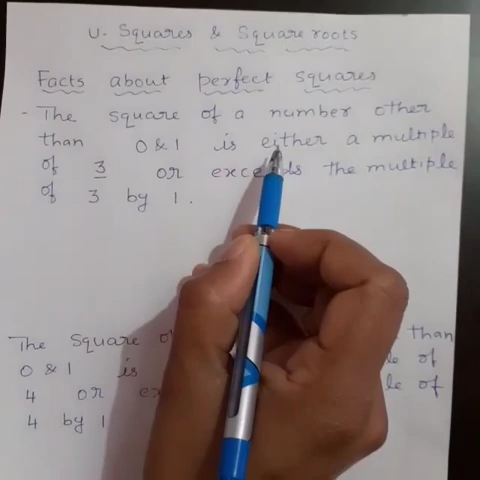 U. Squares & Square roots
Facts about perfect squares
- The square of a number other
than 0 & 1 is either a multiple
of 3 or exceeds the multiple
of 3 by 1.
The Square than
0 & 1 is of
4 or of
4 by 1